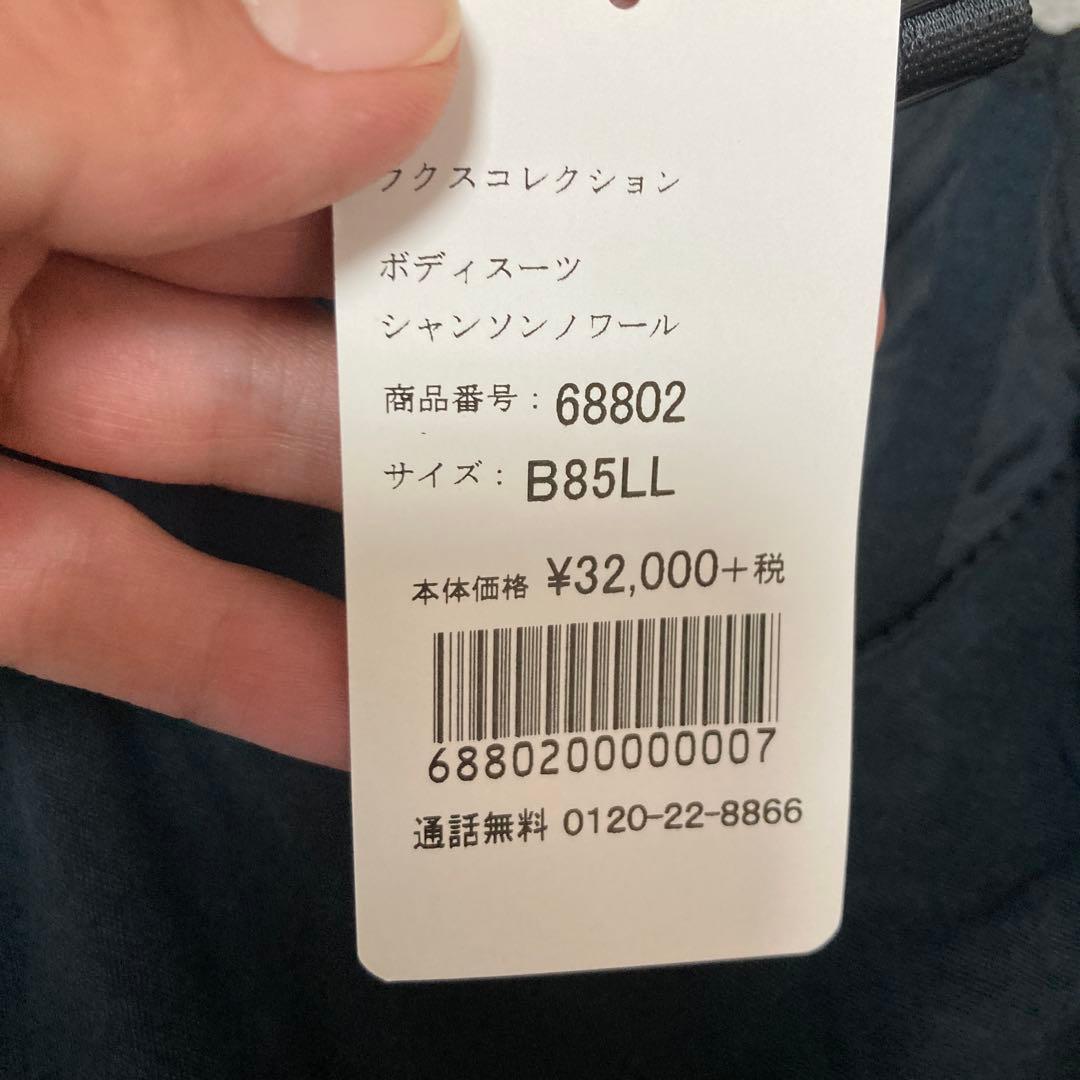 クスコレクション
ボディスーツ
シャンソンノワール
商品番号：68802
サイズ：B85LL
本体価格 ¥32,000+税
6880200000007
通話無料 0120-22-8866